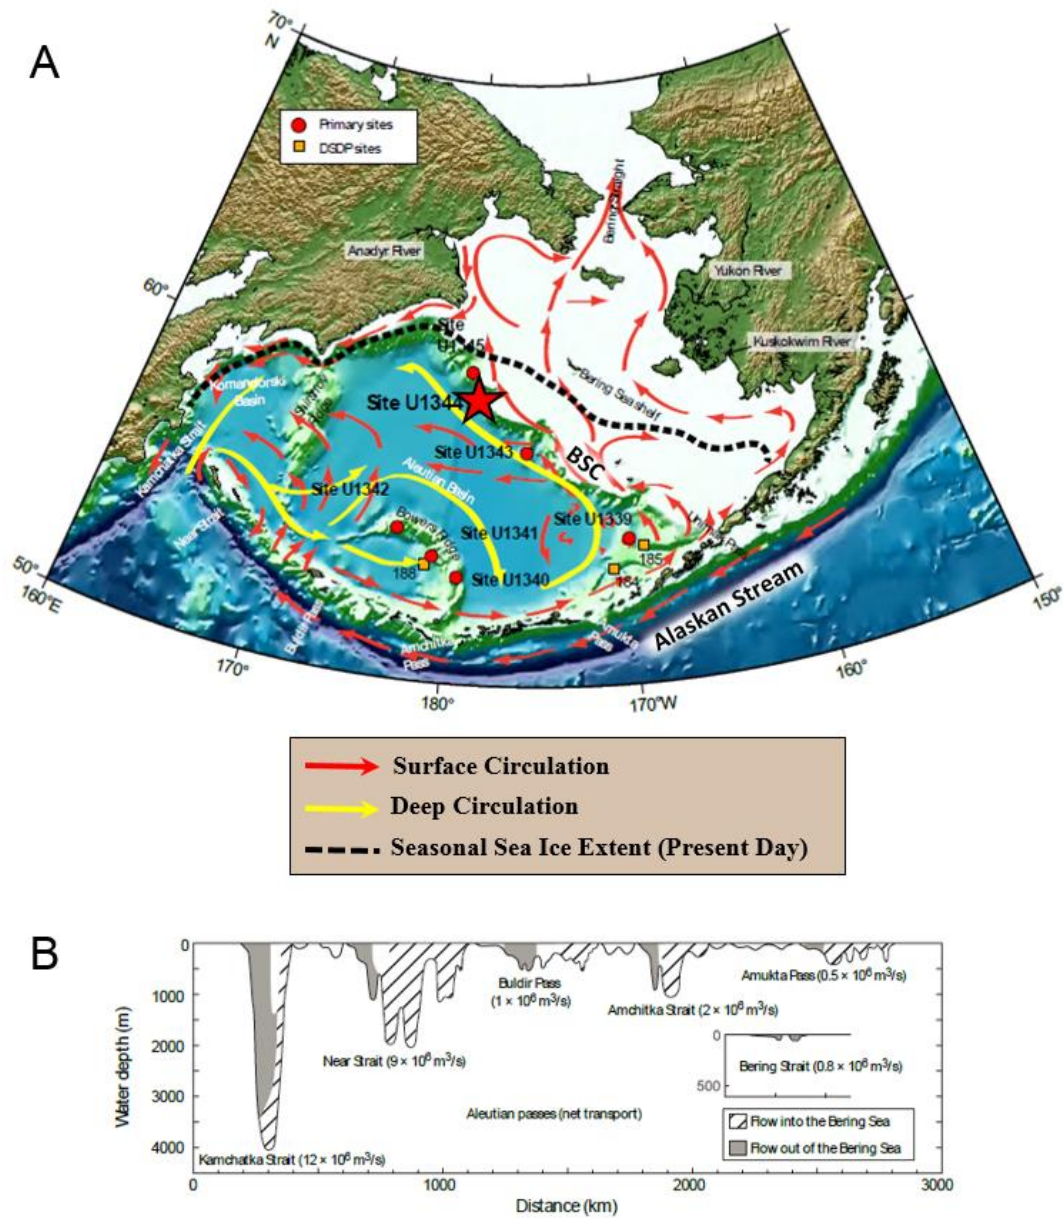 A
70°
N
Primary sites
DSDP sites
Bering Straight
Anadyr River
Yukon River
60°
Kuskokwim River
Site
U1345
Komandorski
Basin
Shirshov
Ridge
Site U1344
Bering Sea shelf
Kamchatka Strait
Site U1343
BSC
Aleutian Basin
Site U1342
Near Strait
Bowers Ridge
Site U1341
Site U1339
Unimak Pass
185
188
Site U1340
184
50°
160°E
150°
Alaskan Stream
Buldir Pass
Amchitka
Pass
Amukta
Pass
170°
160°
180°
170°W
Surface Circulation
Deep Circulation
Seasonal Sea Ice Extent (Present Day)
B
0
1000
2000
3000
4000
Water depth (m)
Buldir Pass
(1 × 10⁶ m³/s)
Amukta Pass (0.5 × 10⁶ m³/s)
Amchitka Strait (2 × 10⁶ m³/s)
Near Strait (9 × 10⁶ m³/s)
0
Bering Strait (0.8 × 10⁶ m³/s)
500
Aleutian passes (net transport)
Flow into the Bering Sea
Flow out of the Bering Sea
Kamchatka Strait (12 × 10⁶ m³/s)
0
1000
2000
3000
Distance (km)